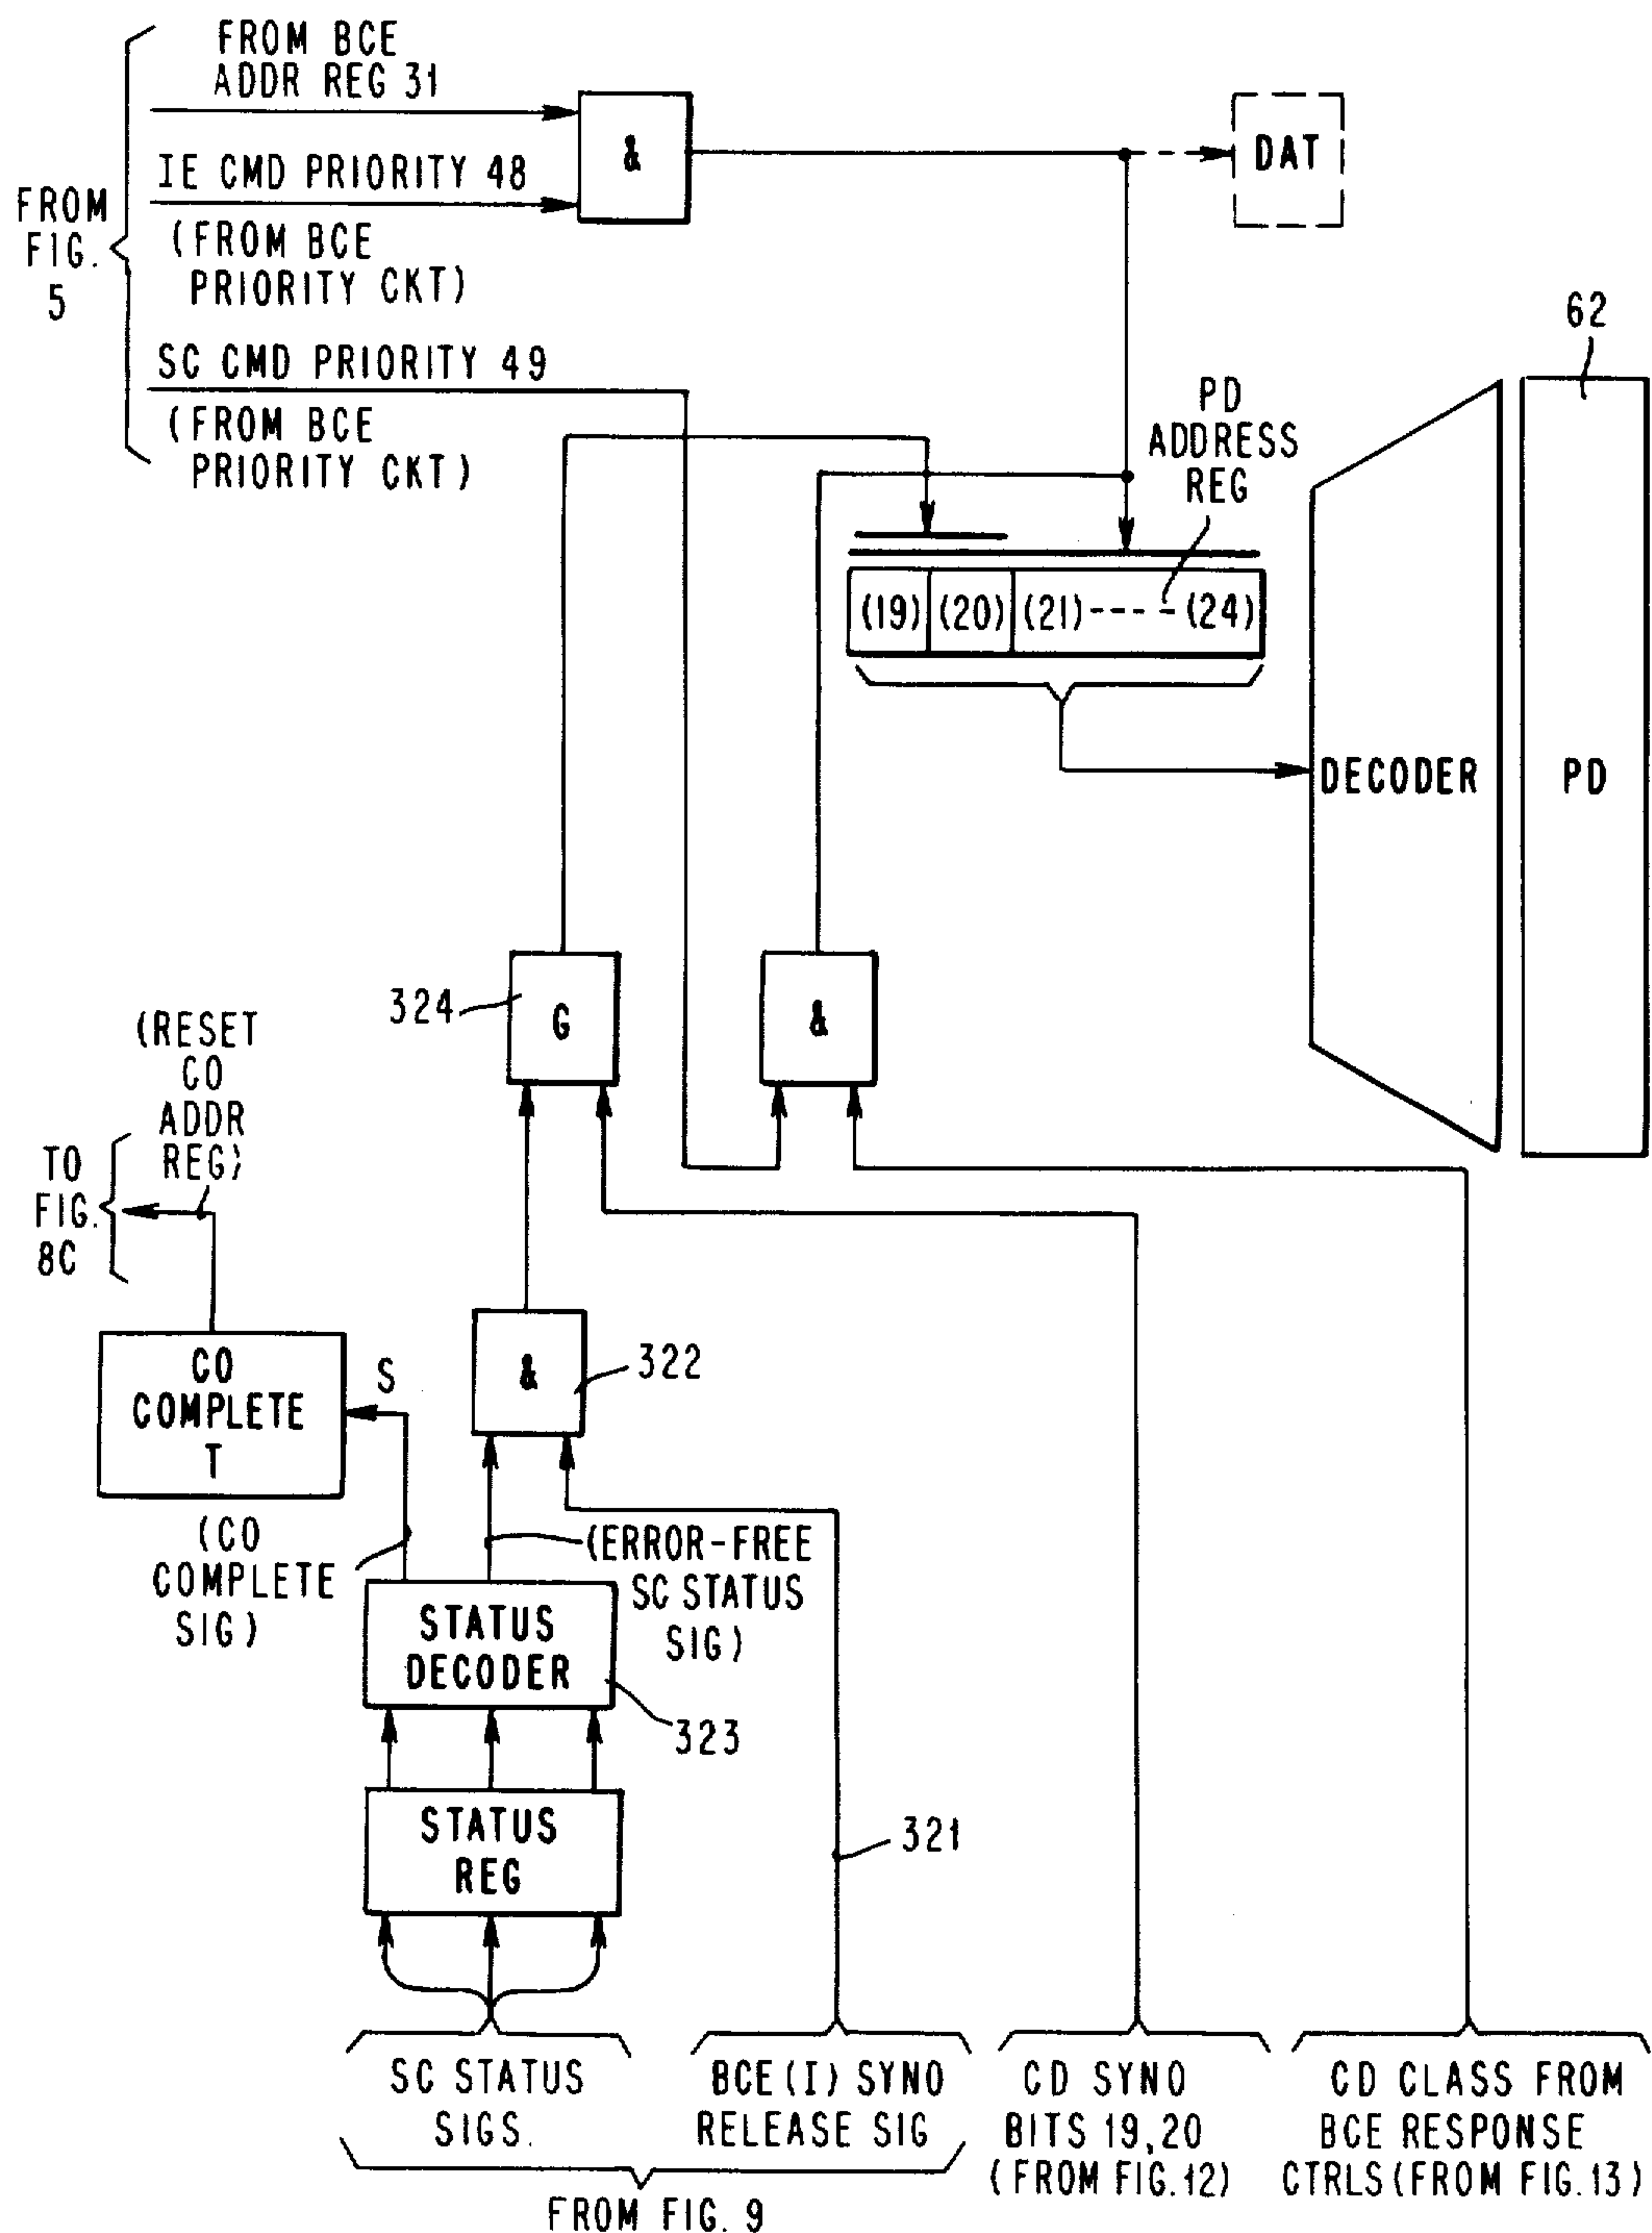 FROM BCE
ADDR REG 31
&
DAT
IE CMD PRIORITY 48
(FROM BCE
PRIORITY CKT)
FROM
FIG.
5
SC CMD PRIORITY 49
(FROM BCE
PRIORITY CKT)
62
PD
ADDRESS
REG
(19) (20) (21)---- (24)
DECODER
PD
324
G
&
(RESET
CO
ADDR
REG)
TO
FIG.
8C
CO
COMPLETE
T
S
&
322
(CO
COMPLETE
SIG)
(ERROR-FREE
SC STATUS
SIG)
STATUS
DECODER
323
STATUS
REG
321
SC STATUS
SIGS.
BCE(I) SYNO
RELEASE SIG
FROM FIG. 9
CD SYNO
BITS 19,20
(FROM FIG.12)
CD CLASS FROM
BCE RESPONSE
CTRLS(FROM FIG.13)